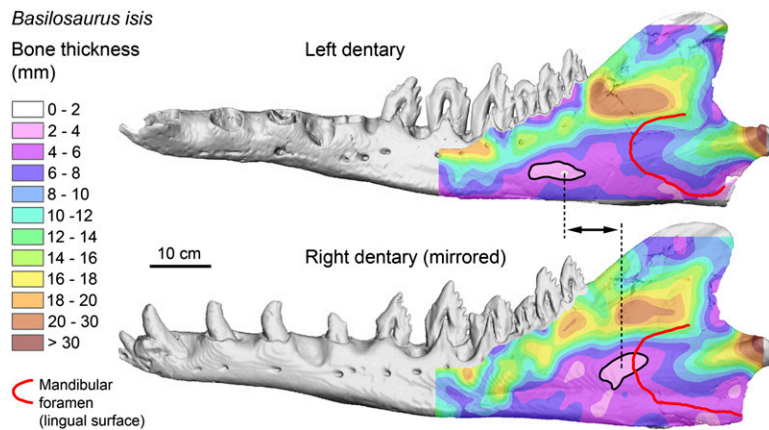 Basilosaurus isis
Bone thickness
(mm)
0 - 2
2 - 4
4 - 6
6 - 8
8 - 10
10 -12
12 - 14
14 - 16
16 - 18
18 - 20
20 - 30
> 30
Mandibular
foramen
(lingual surface)
Left dentary
10 cm
Right dentary (mirrored)